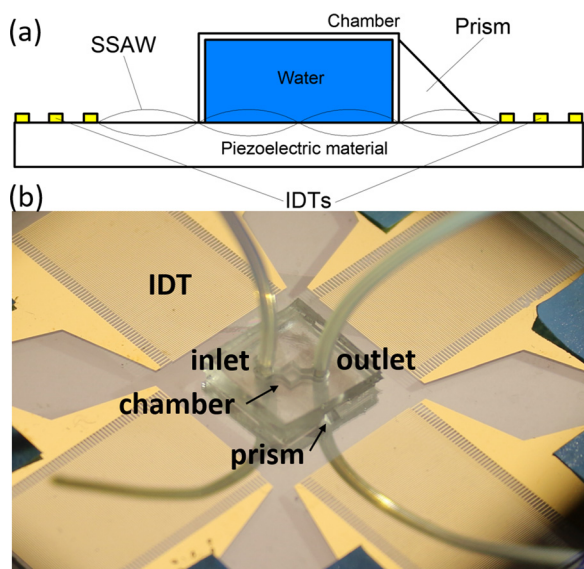 (a)
Chamber
Prism
SSAW
Water
Piezoelectric material
IDTs
(b)
IDT
inlet
outlet
chamber
prism